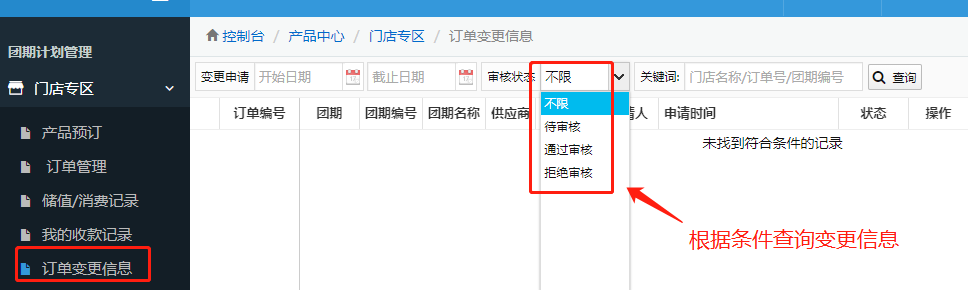 团期计划管理
门店专区
产品预订
订单管理
储值/消费记录
我的收款记录
订单变更信息
控制台 / 产品中心 / 门店专区 / 订单变更信息
变更申请 开始日期 截止日期 审核状态 不限 关键词: 门店名称/订单号/团期编号 查询
订单编号 团期 团期编号 团期名称 供应商 请人 申请时间 状态 操作
不限
待审核
通过审核
拒绝审核
未找到符合条件的记录
根据条件查询变更信息